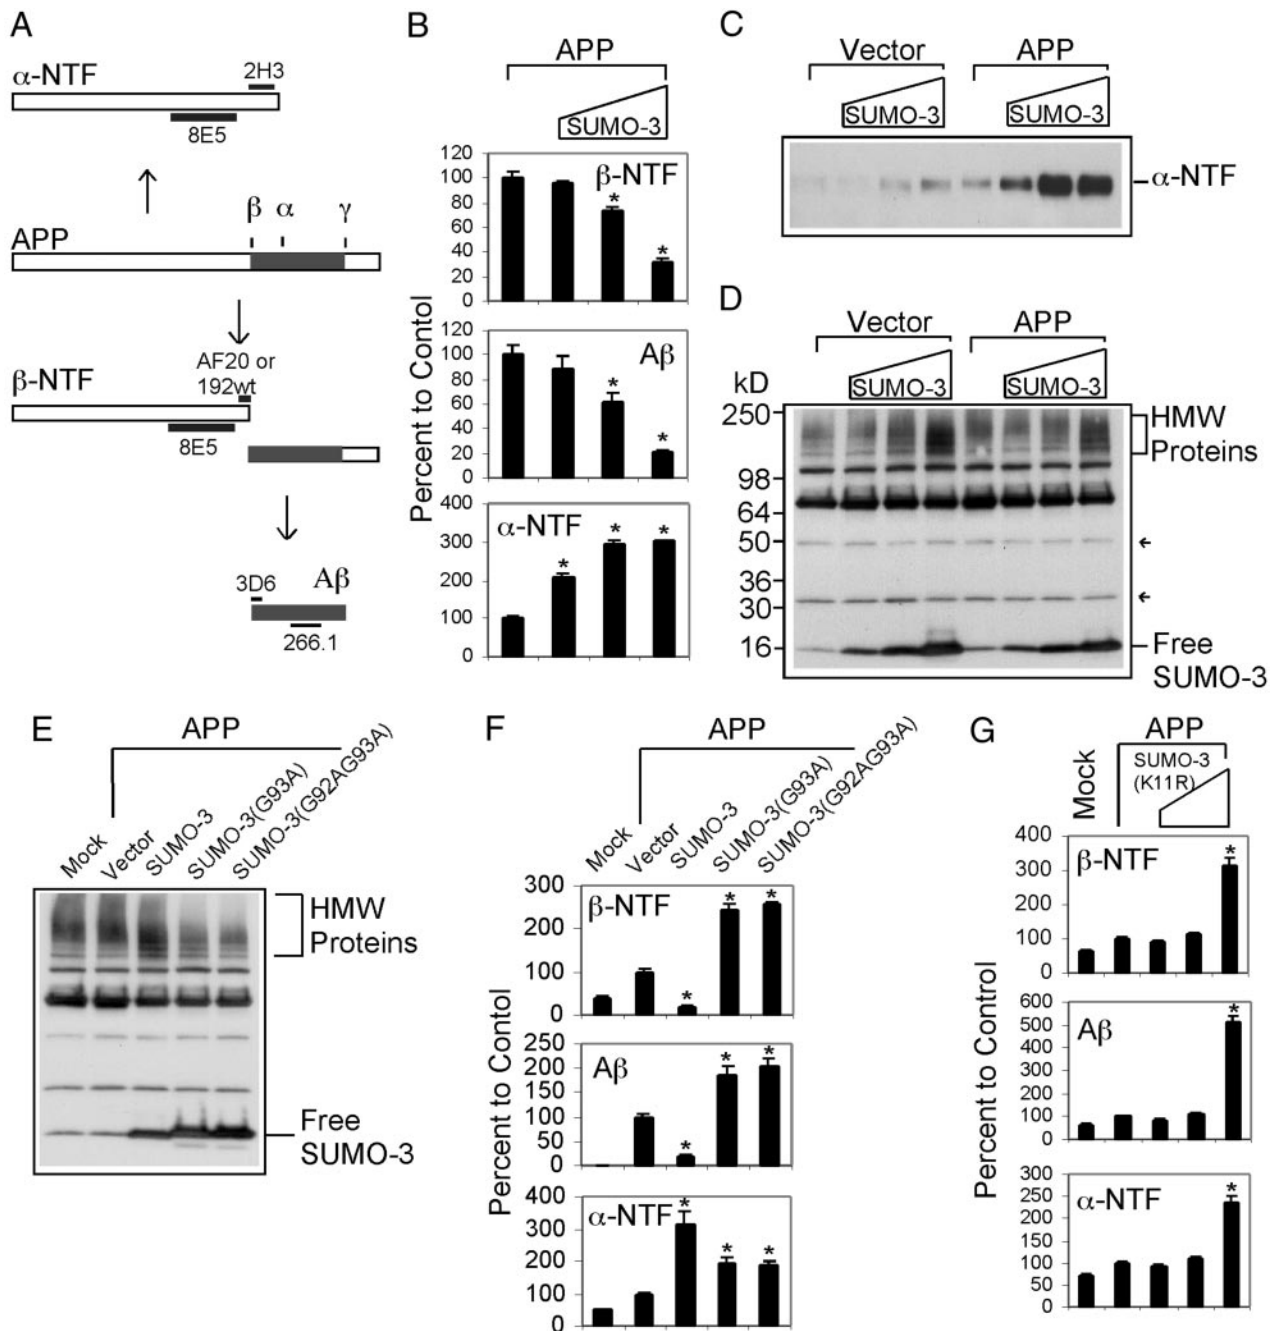 A
α-NTF
2H3
8E5
β α γ
APP
AF20 or
192wt
β-NTF
8E5
3D6
Aβ
266.1
B
APP
SUMO-3
Percent to Contol
120
100
80
60
40
20
0
β-NTF
*
*
120
100
80
60
40
20
0
Aβ
*
*
400
300
200
100
0
α-NTF
*
*
*
C
Vector APP
SUMO-3 SUMO-3
α-NTF
D
Vector APP
SUMO-3 SUMO-3
kD
250
98
64
50
36
30
16
HMW
Proteins
Free
SUMO-3
E
APP
Mock
Vector
SUMO-3
SUMO-3(G93A)
SUMO-3(G92AG93A)
HMW
Proteins
Free
SUMO-3
F
APP
Mock
Vector
SUMO-3
SUMO-3(G93A)
SUMO-3(G92AG93A)
Percent to Contol
300
200
100
0
β-NTF
*
*
*
250
200
150
100
50
0
Aβ
*
*
*
400
300
200
100
0
α-NTF
*
*
*
G
Mock
APP
SUMO-3
(K11R)
Percent to Control
400
300
200
100
0
β-NTF
*
600
500
400
300
200
100
0
Aβ
*
300
250
200
150
100
50
0
α-NTF
*